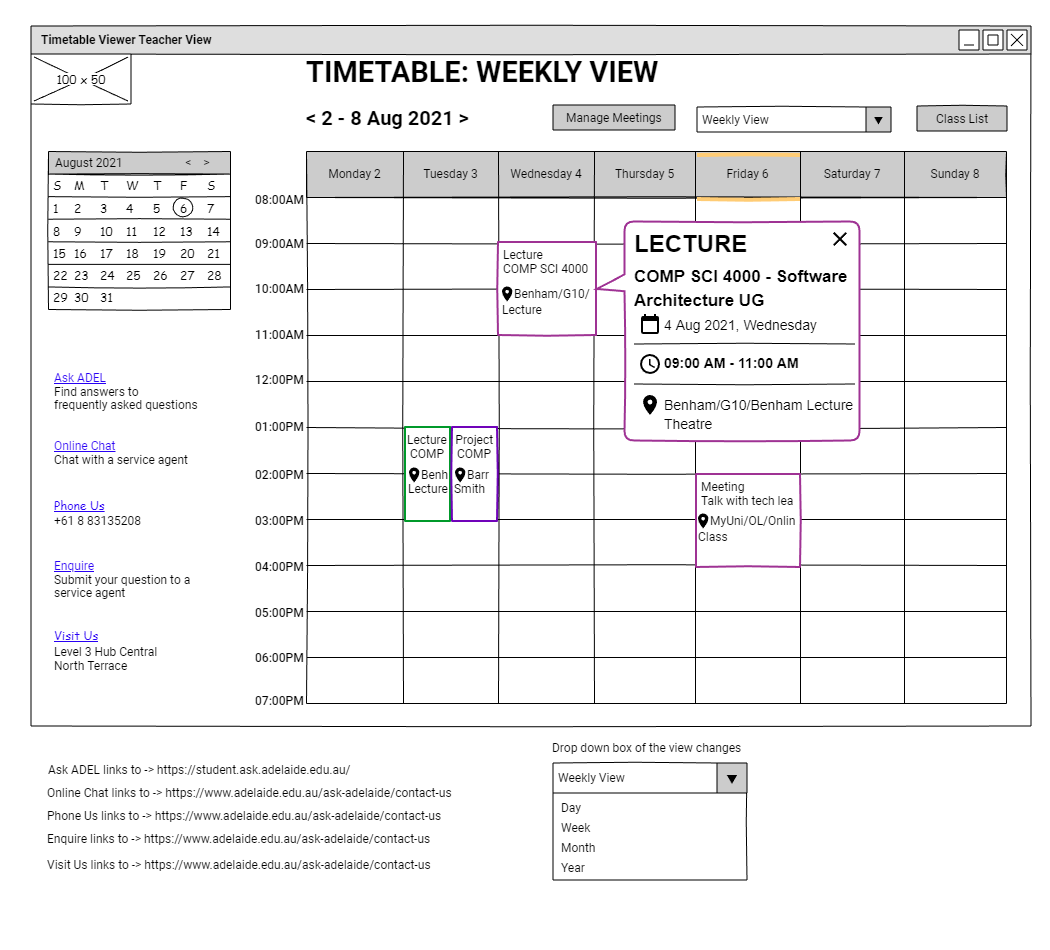 Timetable Viewer Teacher View
100 x 50
TIMETABLE: WEEKLY VIEW
< 2 - 8 Aug 2021 >
Manage Meetings
Weekly View
Class List
August 2021 < >
S M T W T F S
1 2 3 4 5 6 7
8 9 10 11 12 13 14
15 16 17 18 19 20 21
22 23 24 25 26 27 28
29 30 31
Ask ADEL
Find answers to
frequently asked questions
Online Chat
Chat with a service agent
Phone Us
+61 8 83135208
Enquire
Submit your question to a
service agent
Visit Us
Level 3 Hub Central
North Terrace
Monday 2 Tuesday 3 Wednesday 4 Thursday 5 Friday 6 Saturday 7 Sunday 8
08:00AM
09:00AM
10:00AM
11:00AM
12:00PM
01:00PM
02:00PM
03:00PM
04:00PM
05:00PM
06:00PM
07:00PM
Lecture
COMP SCI 4000
Benham/G10/
Lecture
LECTURE
COMP SCI 4000 - Software
Architecture UG
4 Aug 2021, Wednesday
09:00 AM - 11:00 AM
Benham/G10/Benham Lecture
Theatre
Lecture
COMP
Benh
Lecture
Project
COMP
Barr
Smith
Meeting
Talk with tech lea
MyUni/OL/Onlin
Class
Ask ADEL links to -> https://student.ask.adelaide.edu.au/
Online Chat links to -> https://www.adelaide.edu.au/ask-adelaide/contact-us
Phone Us links to -> https://www.adelaide.edu.au/ask-adelaide/contact-us
Enquire links to -> https://www.adelaide.edu.au/ask-adelaide/contact-us
Visit Us links to -> https://www.adelaide.edu.au/ask-adelaide/contact-us
Drop down box of the view changes
Weekly View
Day
Week
Month
Year